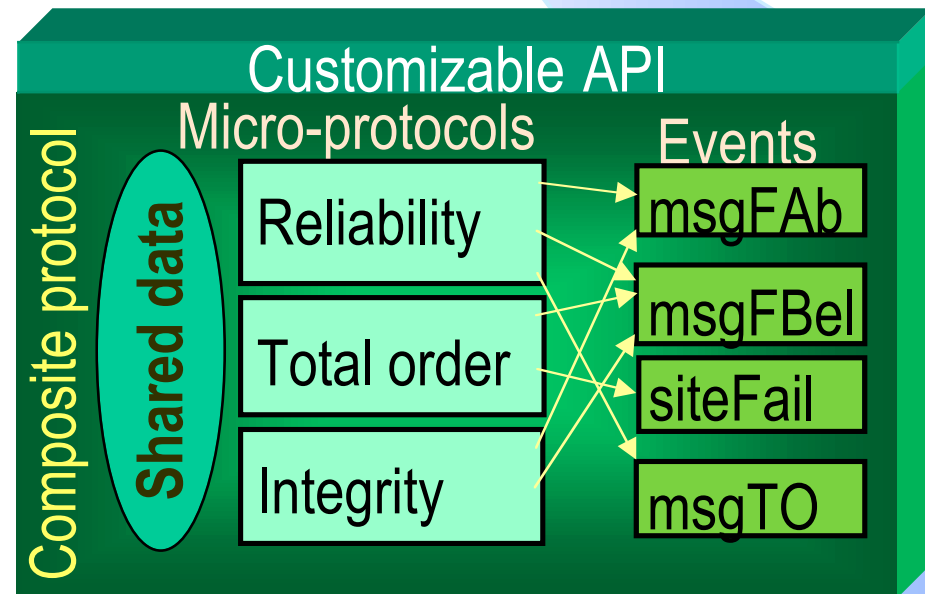 Customizable API
Composite protocol
Shared data
Micro-protocols
Reliability
Total order
Integrity
Events
msgFAb
msgFBel
siteFail
msgTO